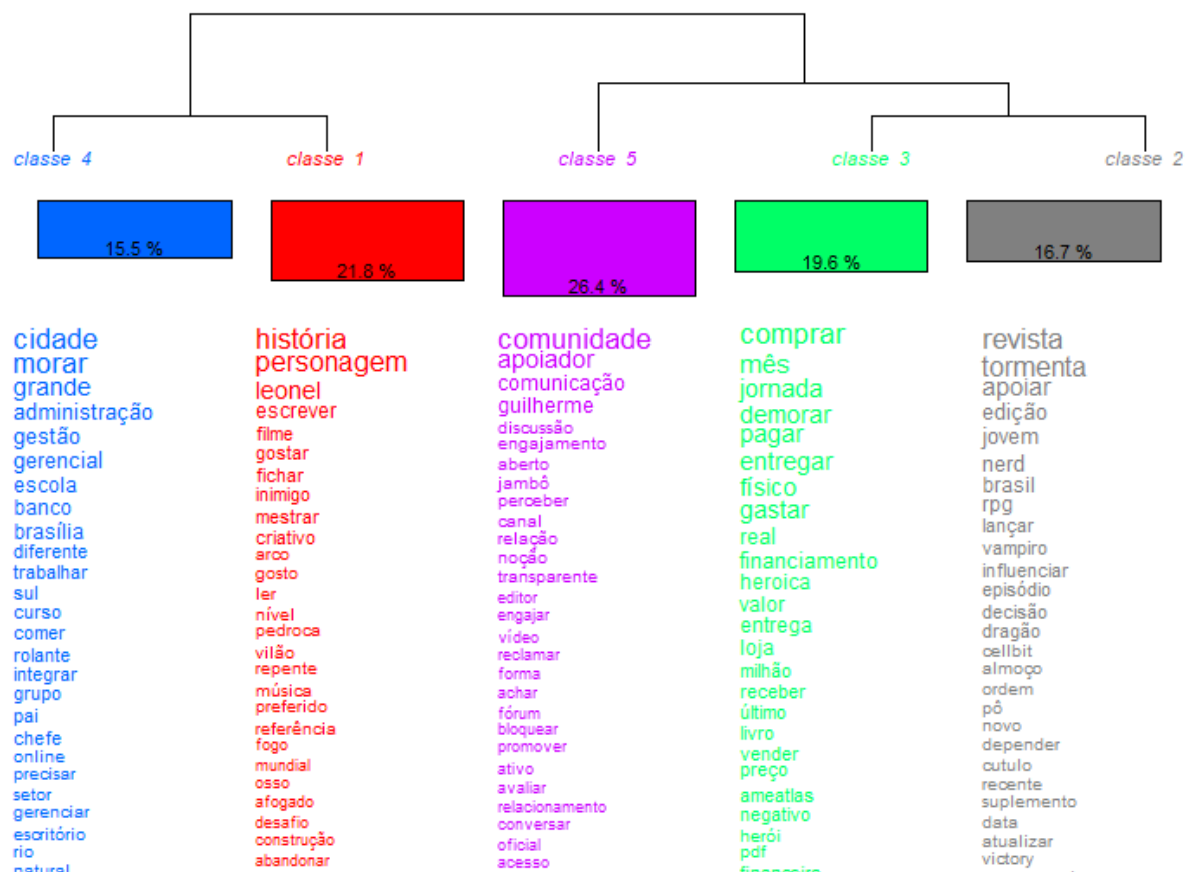 classe 4
classe 1
classe 5
classe 3
classe 2
15.5 %
21.8 %
26.4 %
19.6 %
16.7 %
cidade
morar
grande
administração
gestão
gerencial
escola
banco
brasília
diferente
trabalhar
sul
curso
comer
rolante
integrar
grupo
pai
chefe
online
precisar
setor
gerenciar
escritório
rio
natural
história
personagem
leonel
escrever
filme
gostar
fichar
inimigo
mestrar
criativo
arco
gosto
ler
nível
pedroca
vilão
repente
música
preferido
referência
fogo
mundial
osso
afogado
desafio
construção
abandonar
comunidade
apoiador
comunicação
guilherme
discussão
engajamento
aberto
jambô
perceber
canal
relação
noção
transparente
editor
engajar
vídeo
reclamar
forma
achar
fórum
bloquear
promover
ativo
avaliar
relacionamento
conversar
oficial
acesso
comprar
mês
jornada
demorar
pagar
entregar
físico
gastar
real
financiamento
heroica
valor
entrega
loja
milhão
receber
último
livro
vender
preço
ameatlas
negativo
herói
pdf
revista
tormenta
apoiar
edição
jovem
nerd
brasil
rpg
lançar
vampiro
influenciar
episódio
decisão
dragão
cellbit
almoço
ordem
pô
novo
depender
cutulo
recente
suplemento
data
atualizar
victory